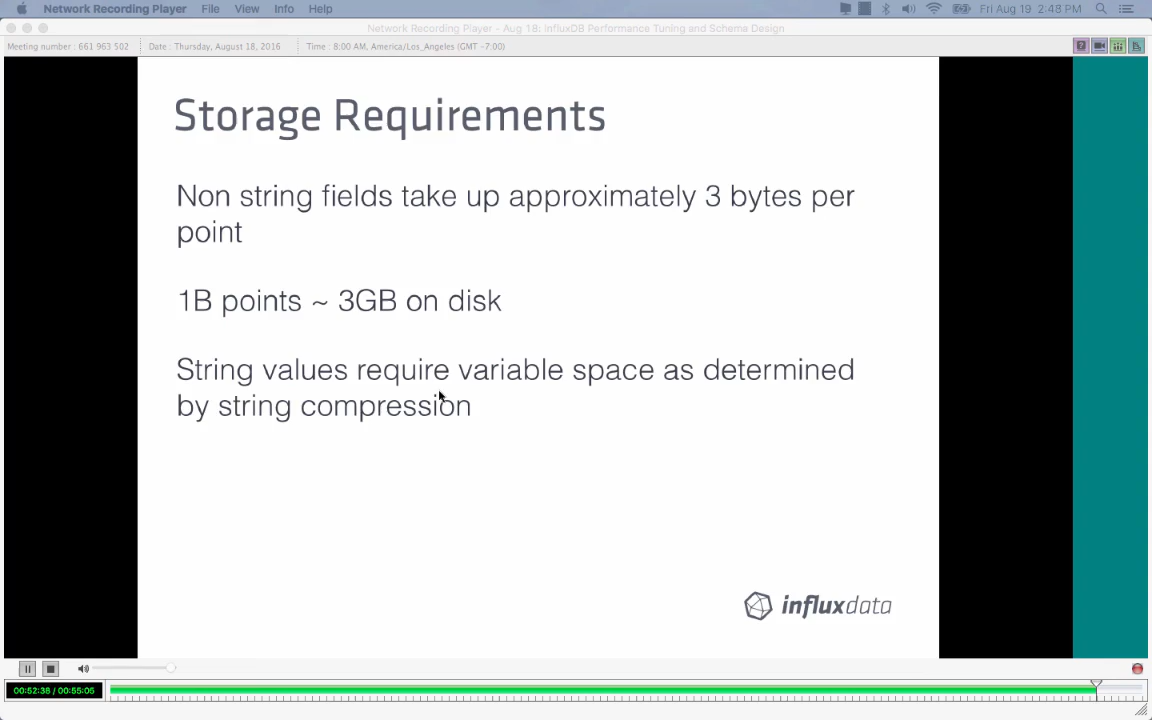 Network Recording Player File View Info Help Fri Aug 19 2:48 PM
Network Recording Player - Aug 18: InfluxDB Performance Tuning and Schema Design
Meeting number : 661 963 502 Date : Thursday, August 18, 2016 Time : 8:00 AM, America/Los_Angeles (GMT -7:00)
Storage Requirements
Non string fields take up approximately 3 bytes per
point
1B points ~ 3GB on disk
String values require variable space as determined
by string compression
influxdata
00:52:38 / 00:55:05